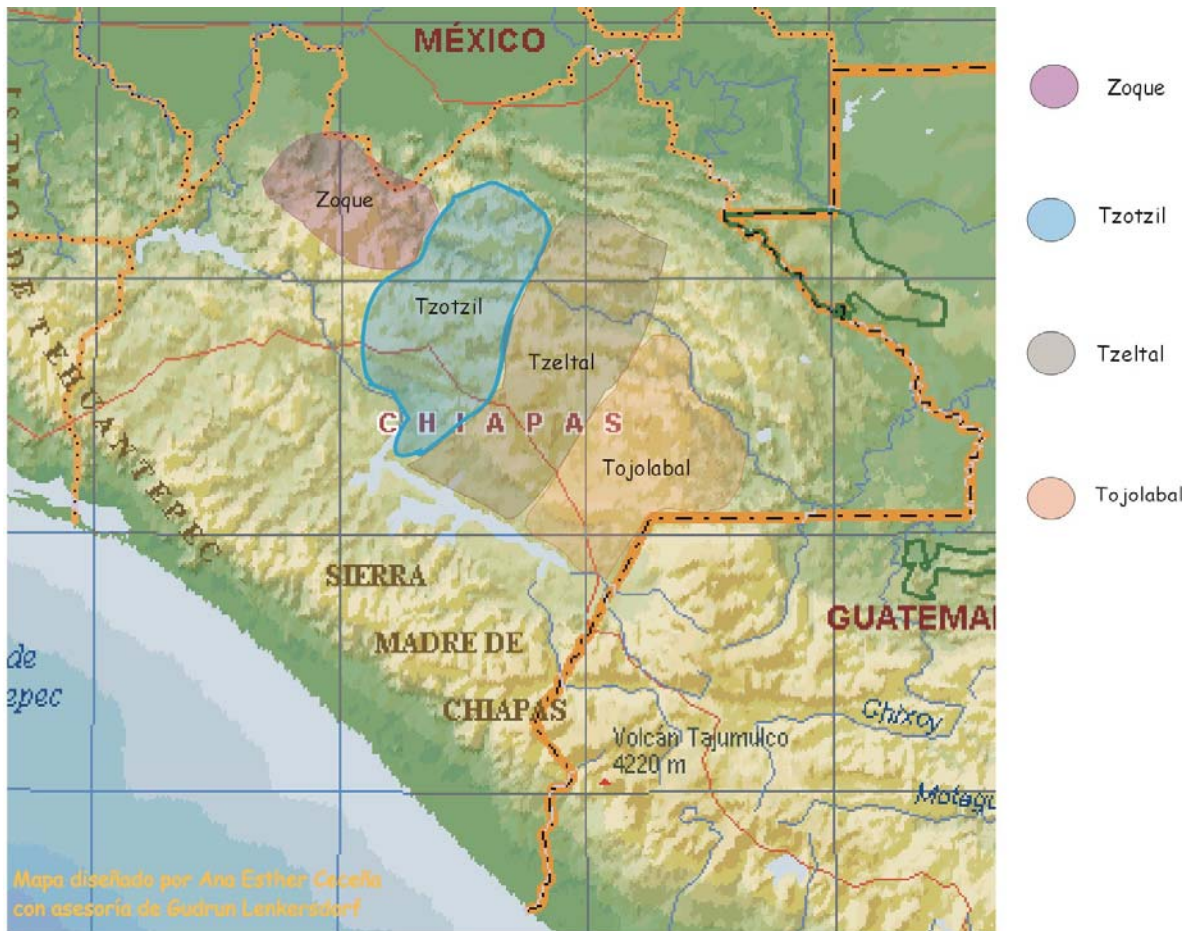 MÉXICO
Zoque
Tzotzil
Tzeltal
Tojolabal
Zoque
Tzotzil
Tzeltal
CHIAPAS
Tojolabal
ISTMO DE TEHUANTEPEC
SIERRA
MADRE DE
CHIAPAS
GUATEMA
de
epec
Chixoy
Volcán Tajumulco
4220 m
Motagu
Mapa diseñado por Ana Esther Ceceña
con asesoría de Gudrun Lenkersdorf